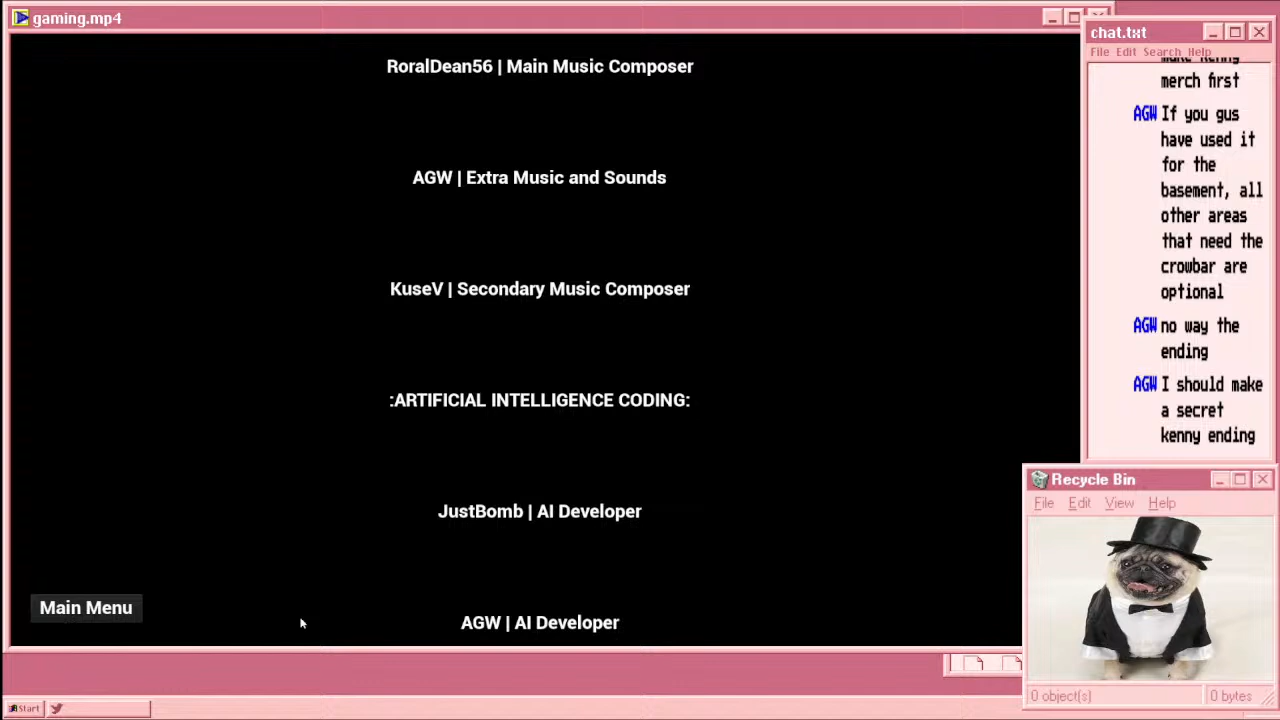 gaming.mp4
RoralDean56 | Main Music Composer
AGW | Extra Music and Sounds
KuseV | Secondary Music Composer
:ARTIFICIAL INTELLIGENCE CODING:
JustBomb | AI Developer
AGW | AI Developer
Main Menu
chat.txt
File Edit Search Help
make kenny
merch first
AGW If you gus
have used it
for the
basement, all
other areas
that need the
crowbar are
optional
AGW no way the
ending
AGW I should make
a secret
kenny ending
Recycle Bin
File Edit View Help
0 object(s)
0 bytes
Start